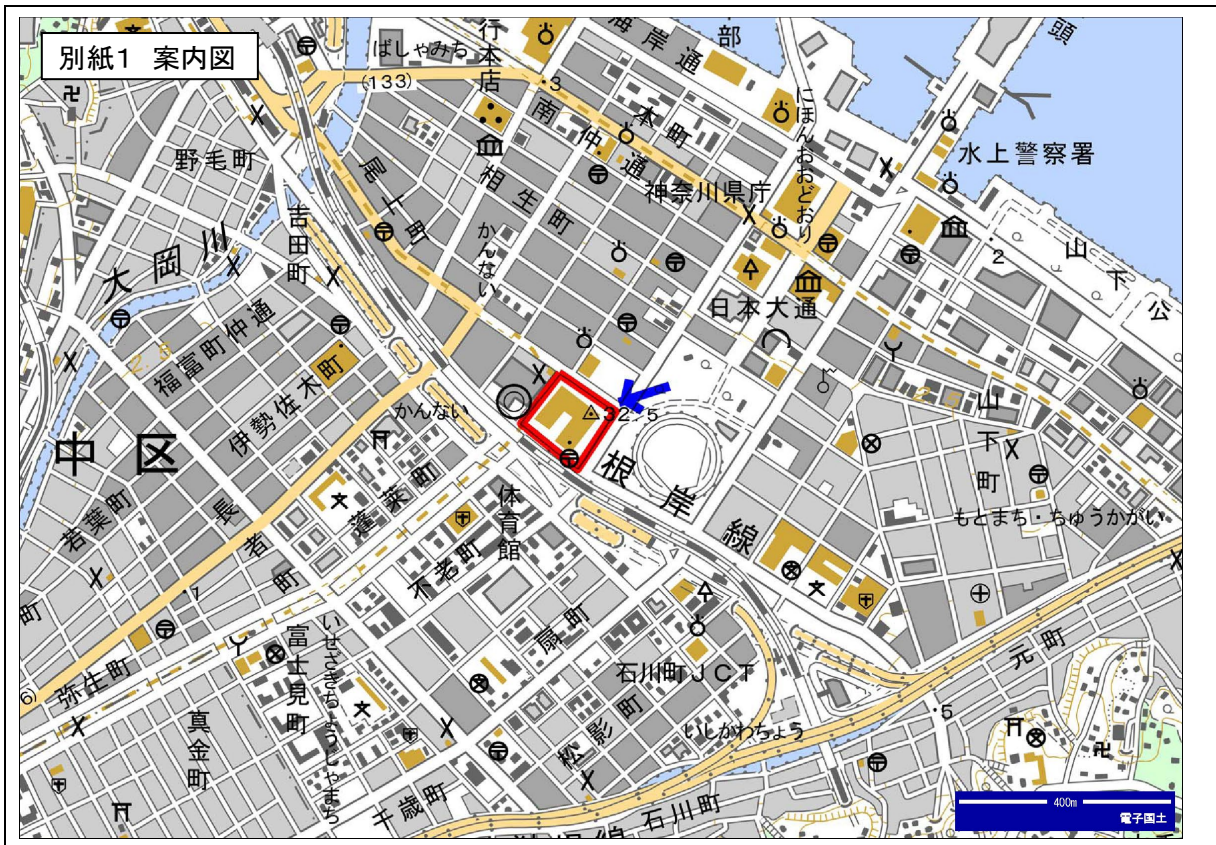 別紙1 案内図
ばしゃみち
(133)
行本店
海岸通
部
頭
・3
南仲通
本町
にほんおおどおり
水上警察署
野毛町
尾上町
相生町
神奈川県庁
吉田町
かんない
大岡川
・2
山下公
日本大通
福富町仲通
伊勢佐木町
かんない
32.5
山下町
中区
根岸線
若葉町
長者町
蓬莱町
体育館
もとまち・ちゅうかがい
不老町
・1
町
扇町
いせざきちょうじゃまち
富士見町
弥生町
石川町JCT
元町
真金町
松影町
いしかわちょう
・5
千歳町
石川町
6)
400m
電子国土